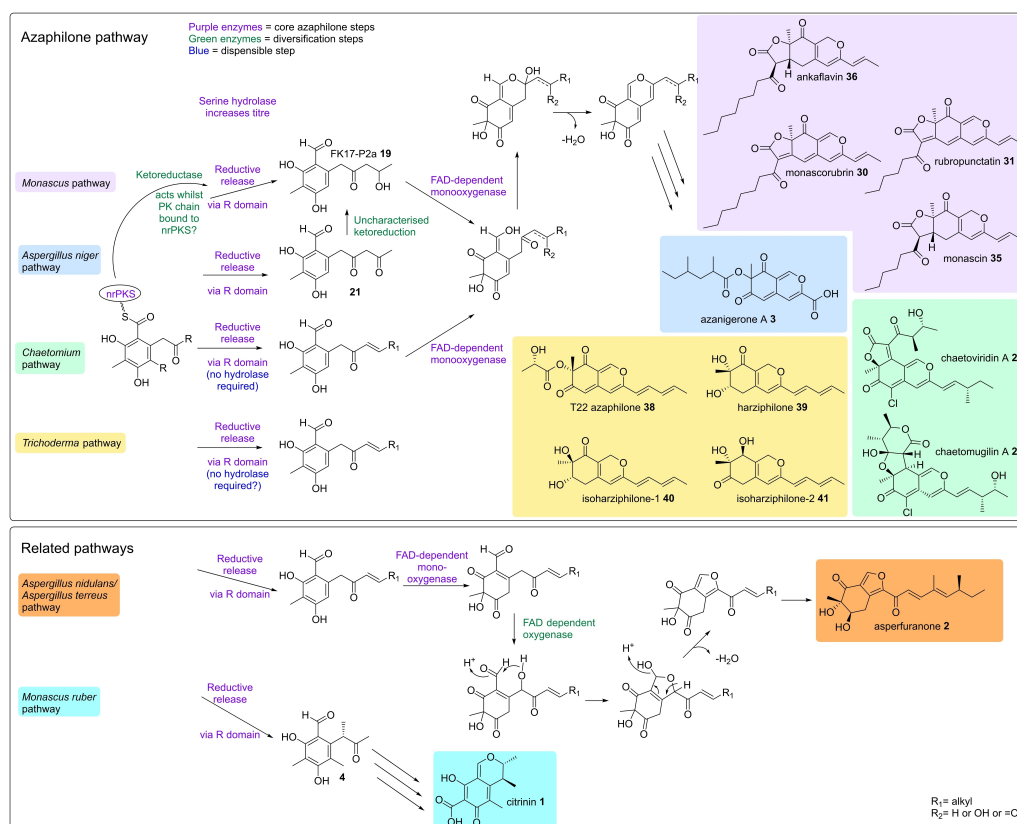 Azaphilone pathway
Purple enzymes = core azaphilone steps
Green enzymes = diversification steps
Blue = dispensible step
Serine hydrolase
increases titre
Monascus pathway
Ketoreductase
acts whilst
PK chain
bound to
nrPKS?
Reductive
release
via R domain
FK17-P2a 19
FAD-dependent
monooxygenase
-H2O
Uncharacterised
ketoreduction
Aspergillus niger
pathway
Reductive
release
via R domain
21
nrPKS
Chaetomium
pathway
Reductive
release
via R domain
(no hydrolase
required)
FAD-dependent
monooxygenase
Trichoderma pathway
Reductive
release
via R domain
(no hydrolase
required?)
ankaflavin
36
rubropunctatin 31
monascorubrin
30
monascin
35
azanigerone A 3
T22 azaphilone 38
harziphilone 39
isoharziphilone-1 40
isoharziphilone-2 41
chaetoviridin A 2
chaetomugilin A 2
Related pathways
Aspergillus nidulans/
Aspergillus terreus
pathway
Reductive
release
via R domain
FAD-dependent
mono-
oxygenase
FAD dependent
oxygenase
-H2O
asperfuranone 2
Monascus ruber
pathway
Reductive
release
via R domain
4
citrinin 1
R1= alkyl
R2= H or OH or =O